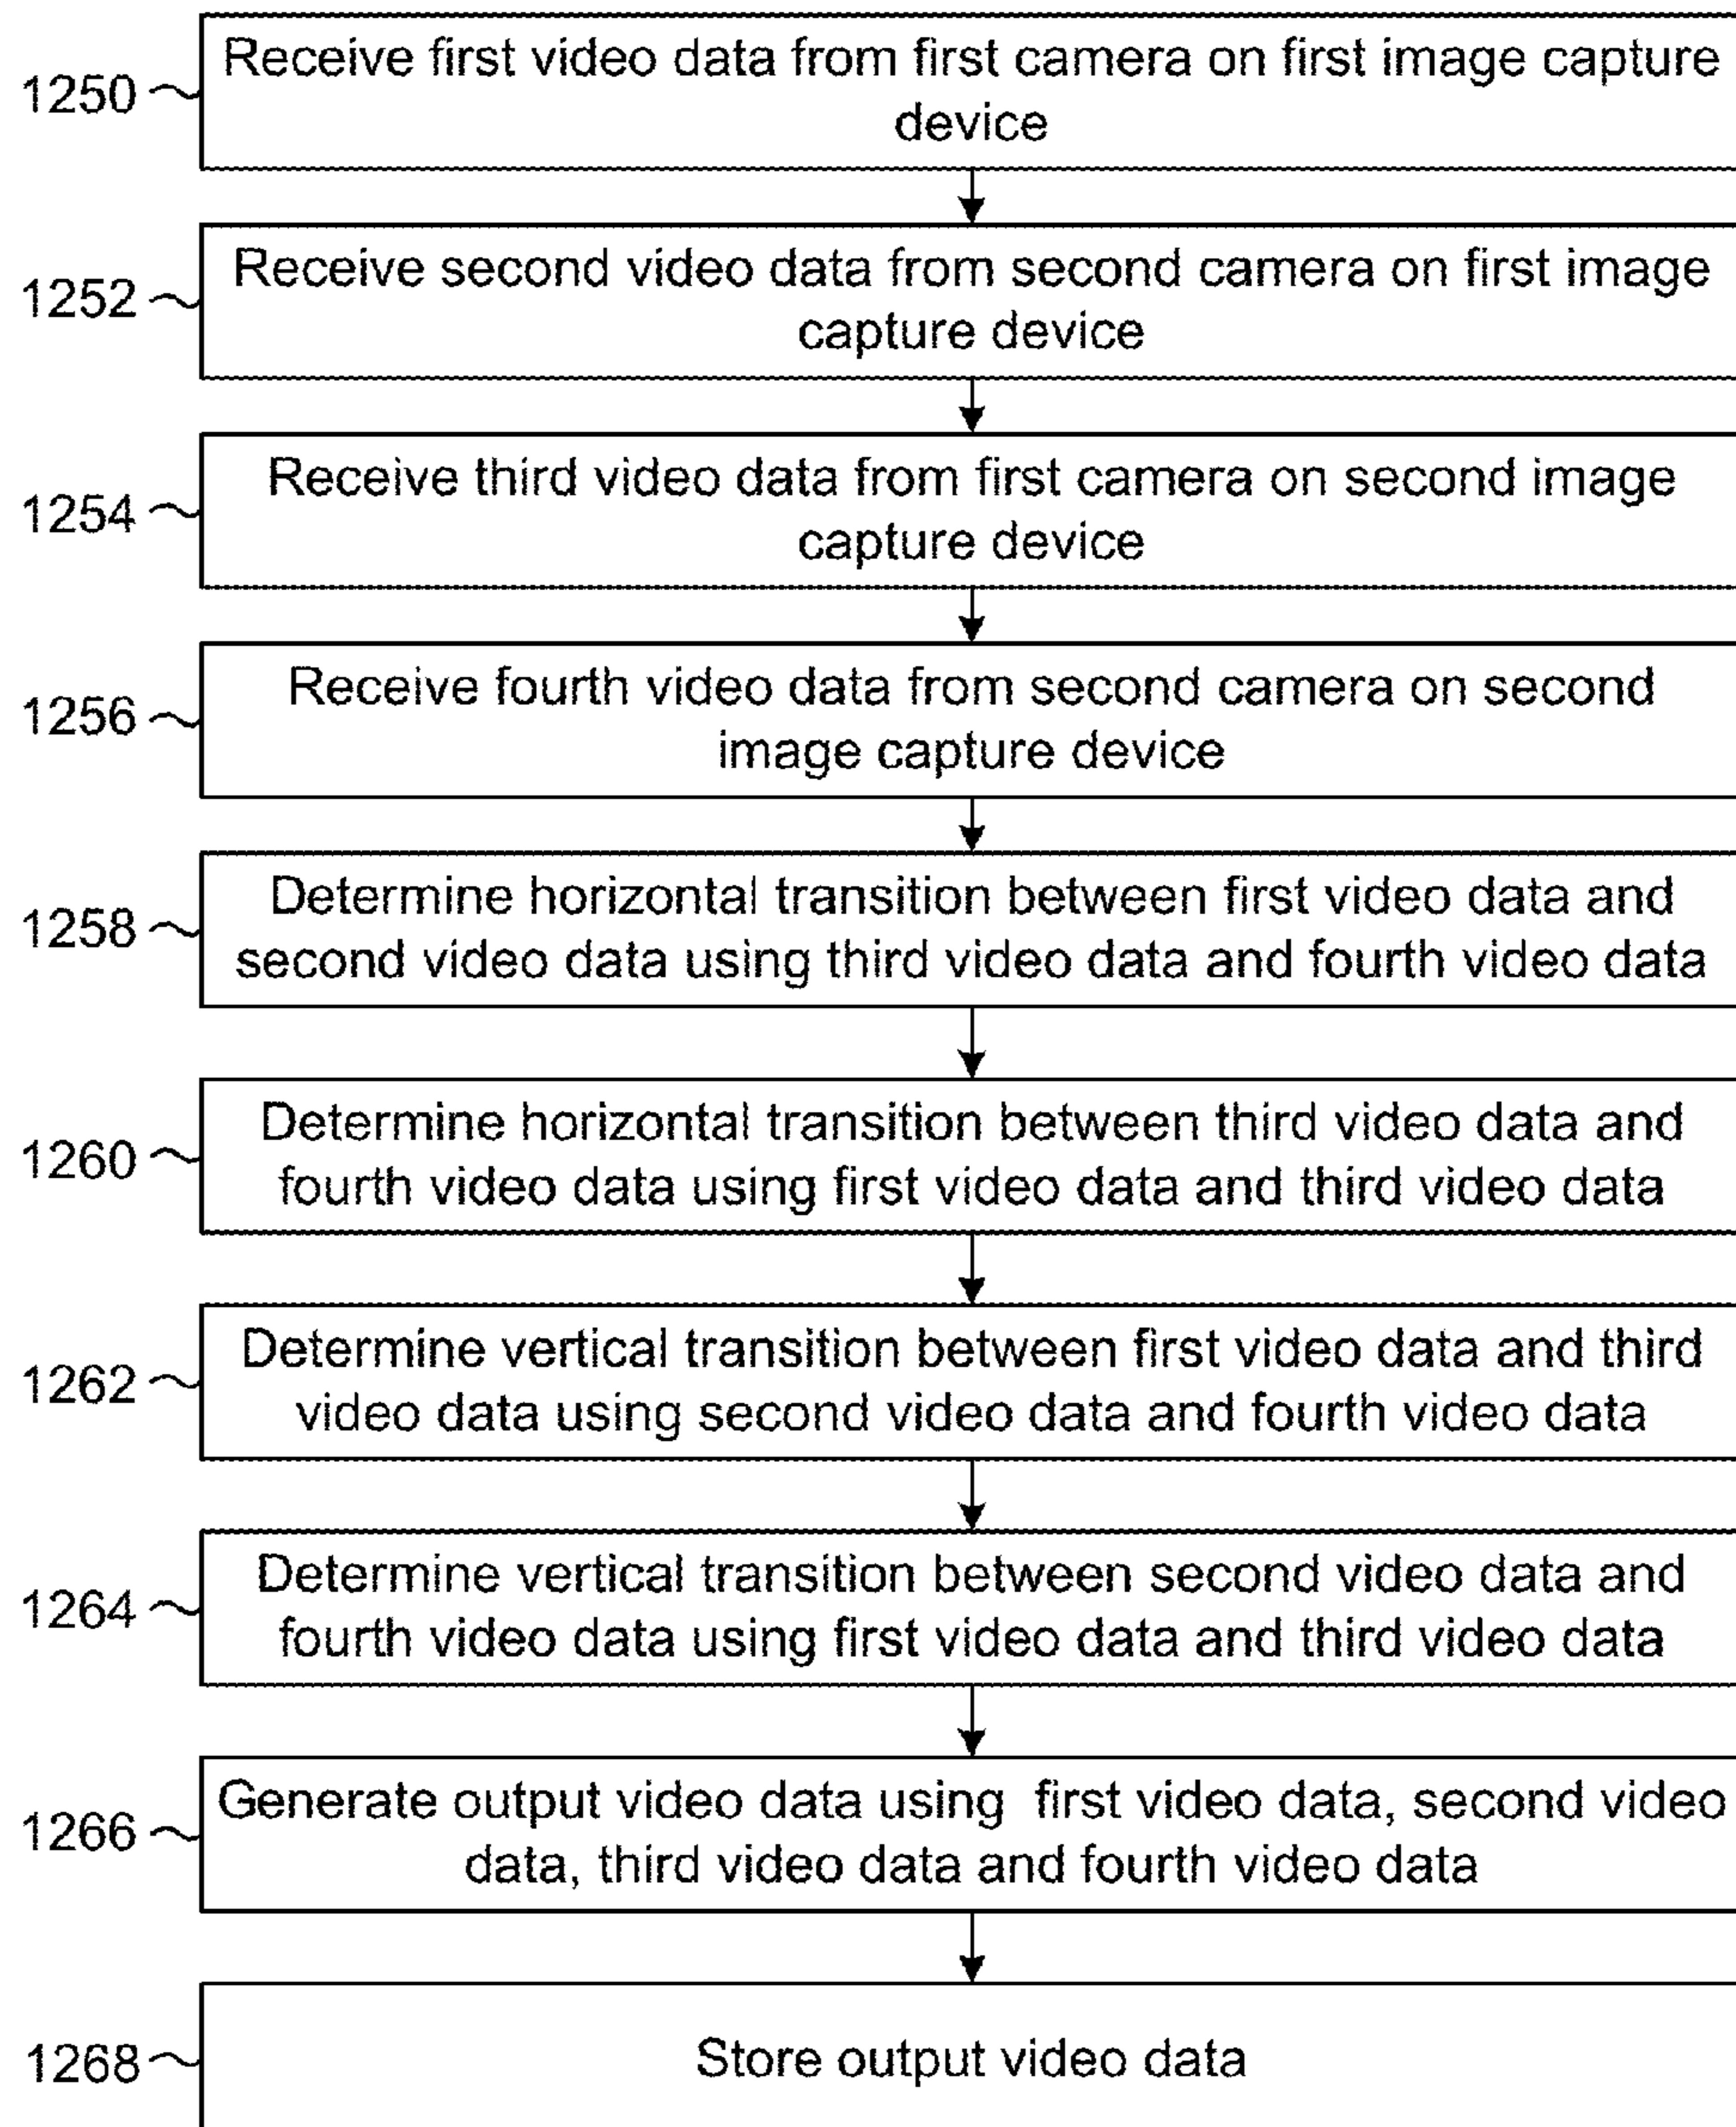 1250
Receive first video data from first camera on first image capture
device
1252
Receive second video data from second camera on first image
capture device
1254
Receive third video data from first camera on second image
capture device
1256
Receive fourth video data from second camera on second
image capture device
1258
Determine horizontal transition between first video data and
second video data using third video data and fourth video data
1260
Determine horizontal transition between third video data and
fourth video data using first video data and third video data
1262
Determine vertical transition between first video data and third
video data using second video data and fourth video data
1264
Determine vertical transition between second video data and
fourth video data using first video data and third video data
1266
Generate output video data using first video data, second video
data, third video data and fourth video data
1268
Store output video data